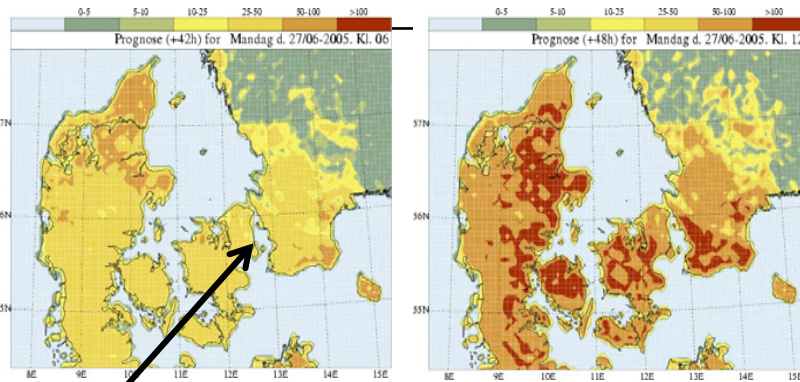 0-5 5-10 10-25 25-50 50-100 >100
Prognose (+42h) for Mandag d. 27/06-2005. Kl. 06
7N
6N
5N
8E 9E 10E 11E 12E 13E 14E 15E
0-5 5-10 10-25 25-50 50-100 >100
Prognose (+48h) for Mandag d. 27/06-2005. Kl. 12
57N
56N
55N
8E 9E 10E 11E 12E 13E 14E 15E